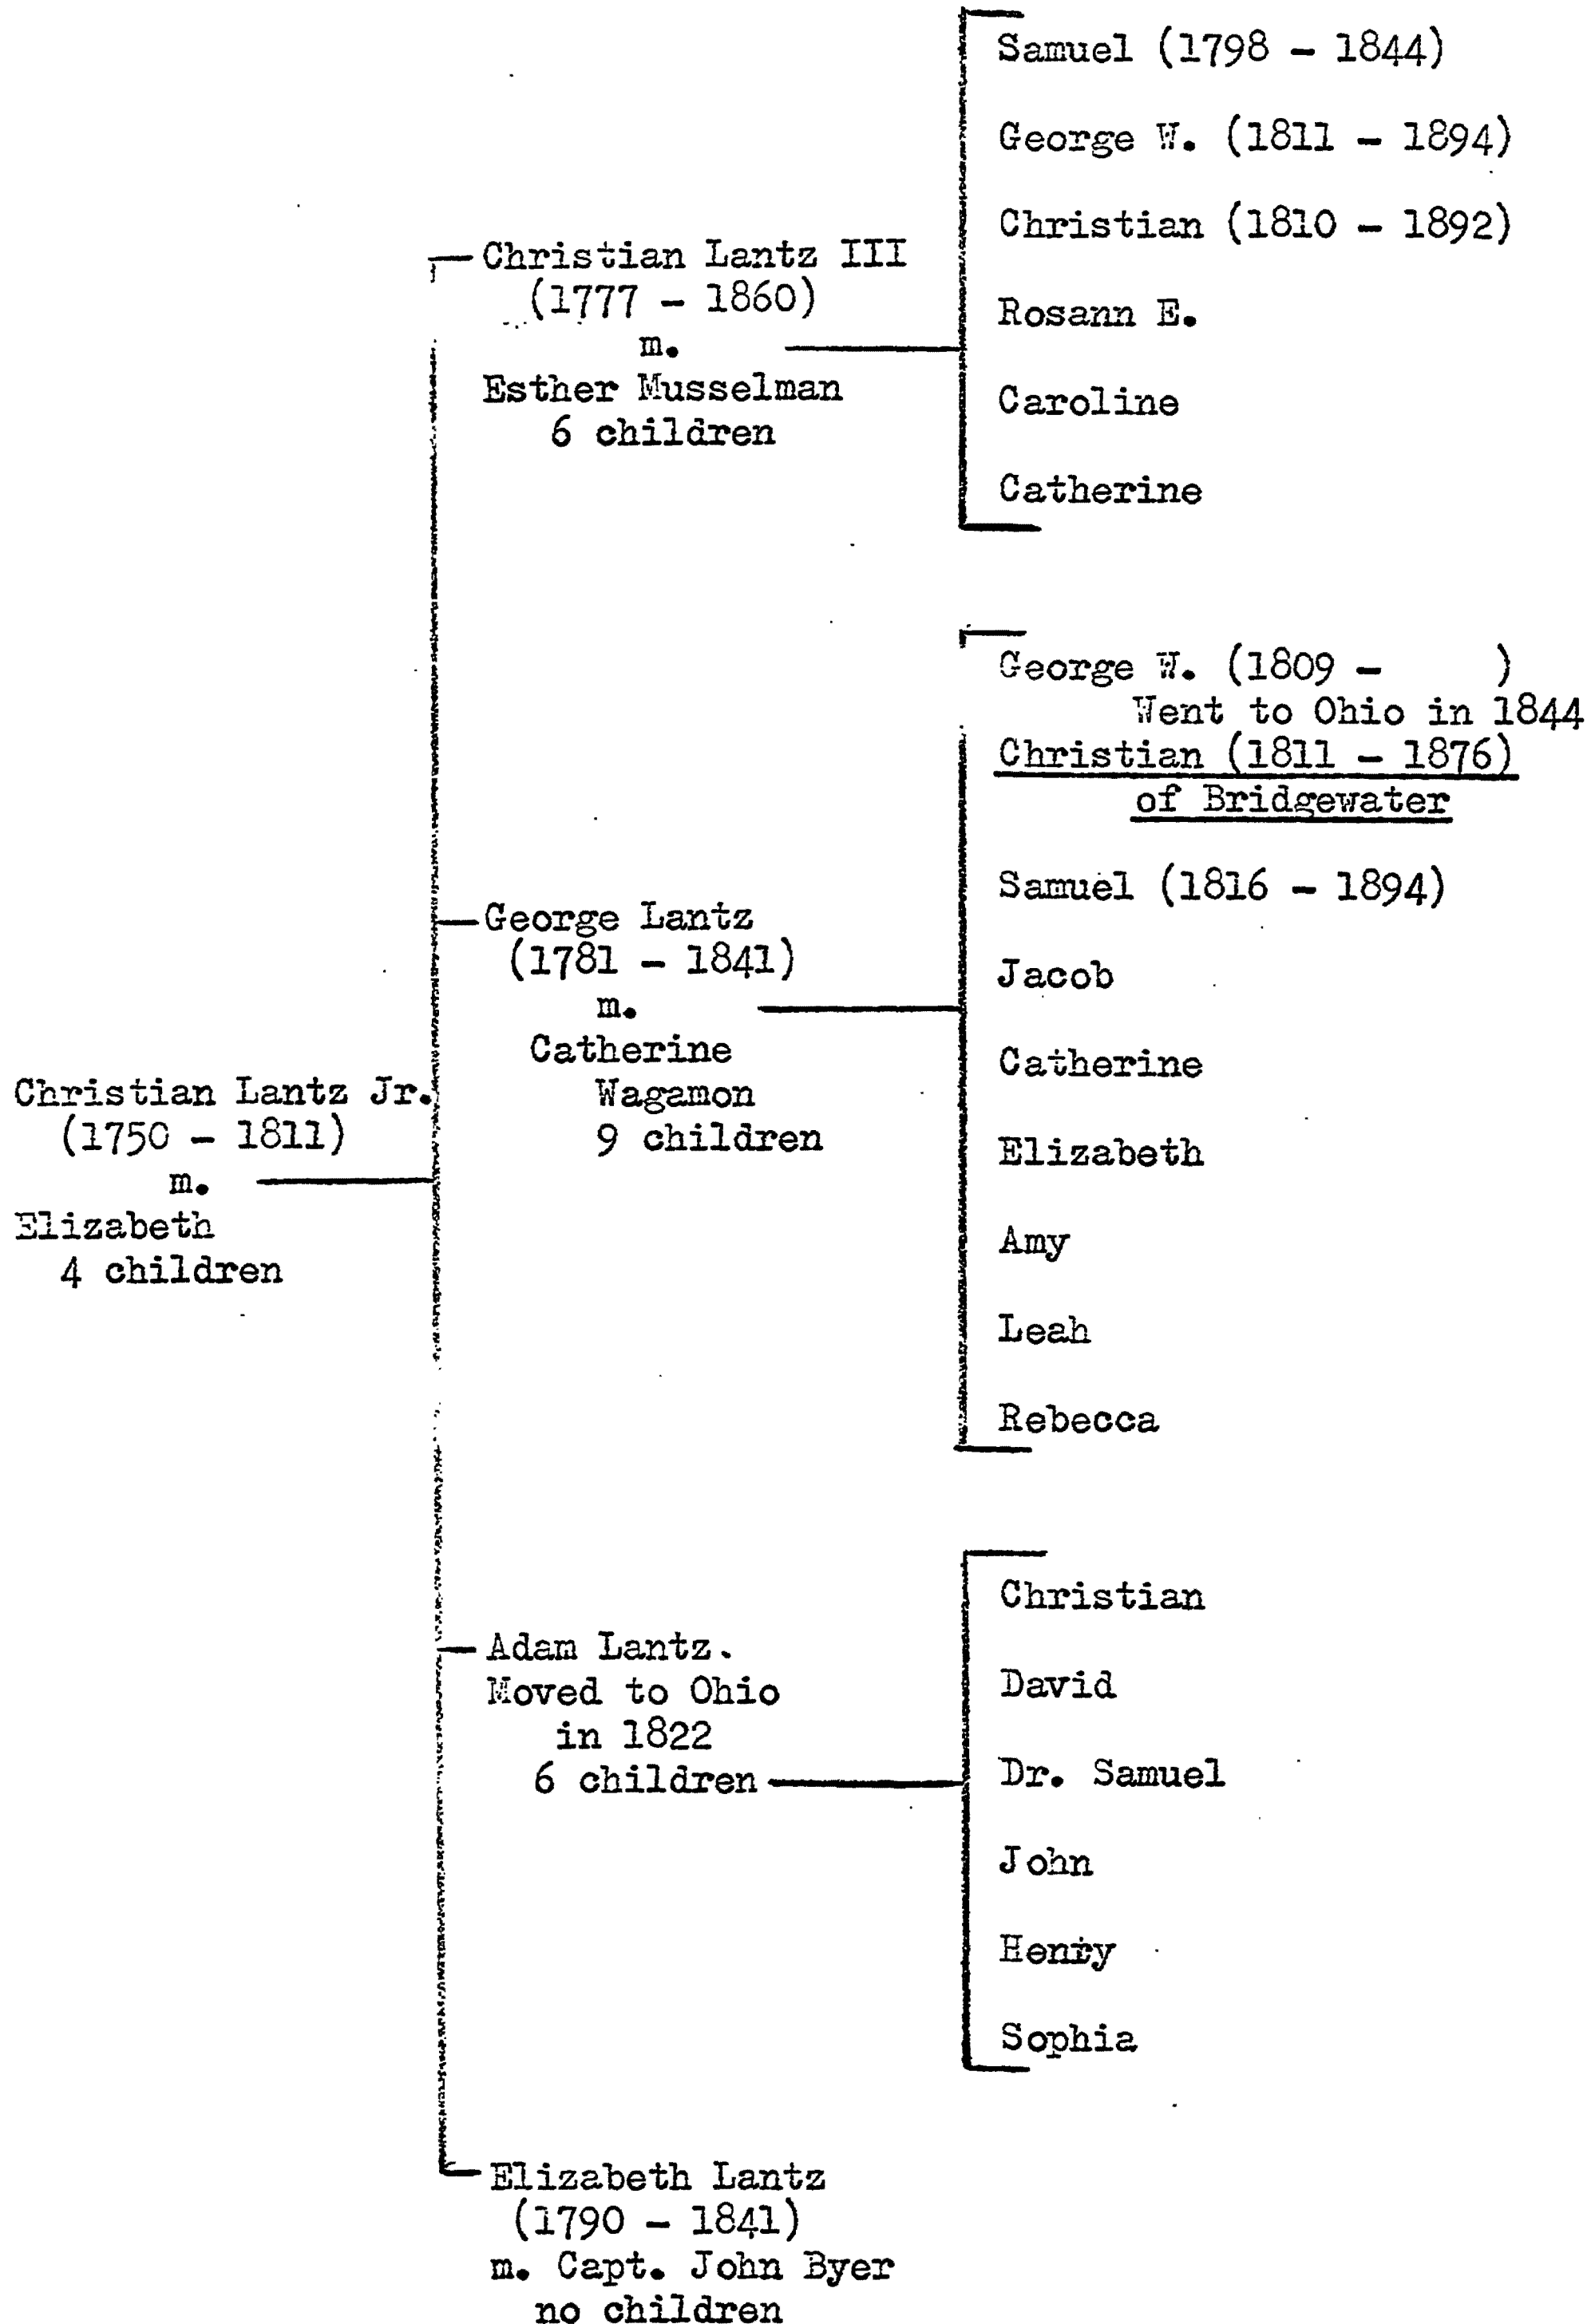 Christian Lantz Jr.
(1750 - 1811)
m.
Elizabeth
4 children
Christian Lantz III
(1777 - 1860)
m.
Esther Musselman
6 children
Samuel (1798 - 1844)
George W. (1811 - 1894)
Christian (1810 - 1892)
Rosann E.
Caroline
Catherine
George Lantz
(1781 - 1841)
m.
Catherine
Wagamon
9 children
George W. (1809 -      )
Went to Ohio in 1844
Christian (1811 - 1876)
of Bridgewater
Samuel (1816 - 1894)
Jacob
Catherine
Elizabeth
Amy
Leah
Rebecca
Adam Lantz.
Moved to Ohio
in 1822
6 children
Christian
David
Dr. Samuel
John
Henry
Sophia
Elizabeth Lantz
(1790 - 1841)
m. Capt. John Byer
no children